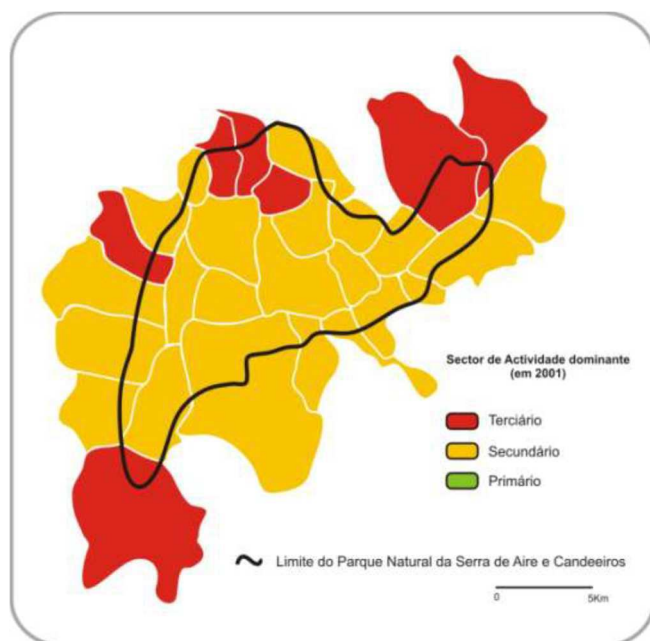 Sector de Actividade dominante
(em 2001)
Terciário
Secundário
Primário
Limite do Parque Natural da Serra de Aire e Candeeiros
0 5Km